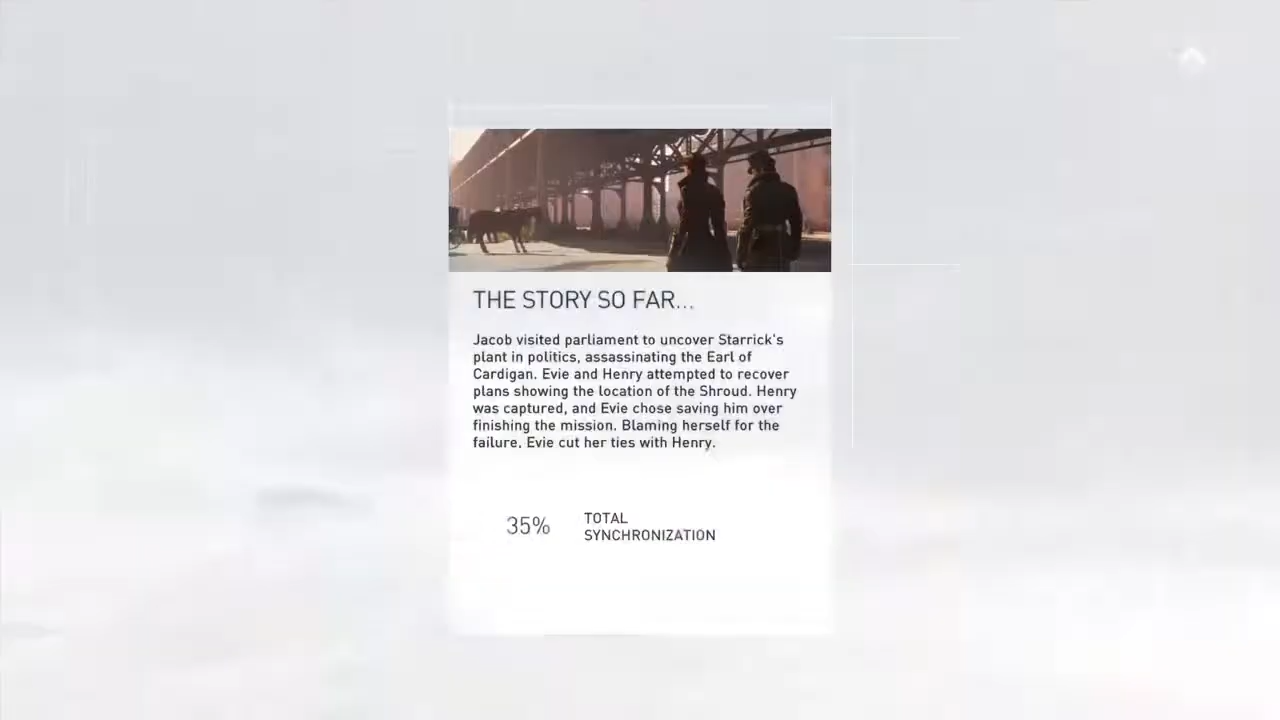 THE STORY SO FAR...
Jacob visited parliament to uncover Starrick's
plant in politics, assassinating the Earl of
Cardigan. Evie and Henry attempted to recover
plans showing the location of the Shroud. Henry
was captured, and Evie chose saving him over
finishing the mission. Blaming herself for the
failure, Evie cut her ties with Henry.
35%
TOTAL
SYNCHRONIZATION